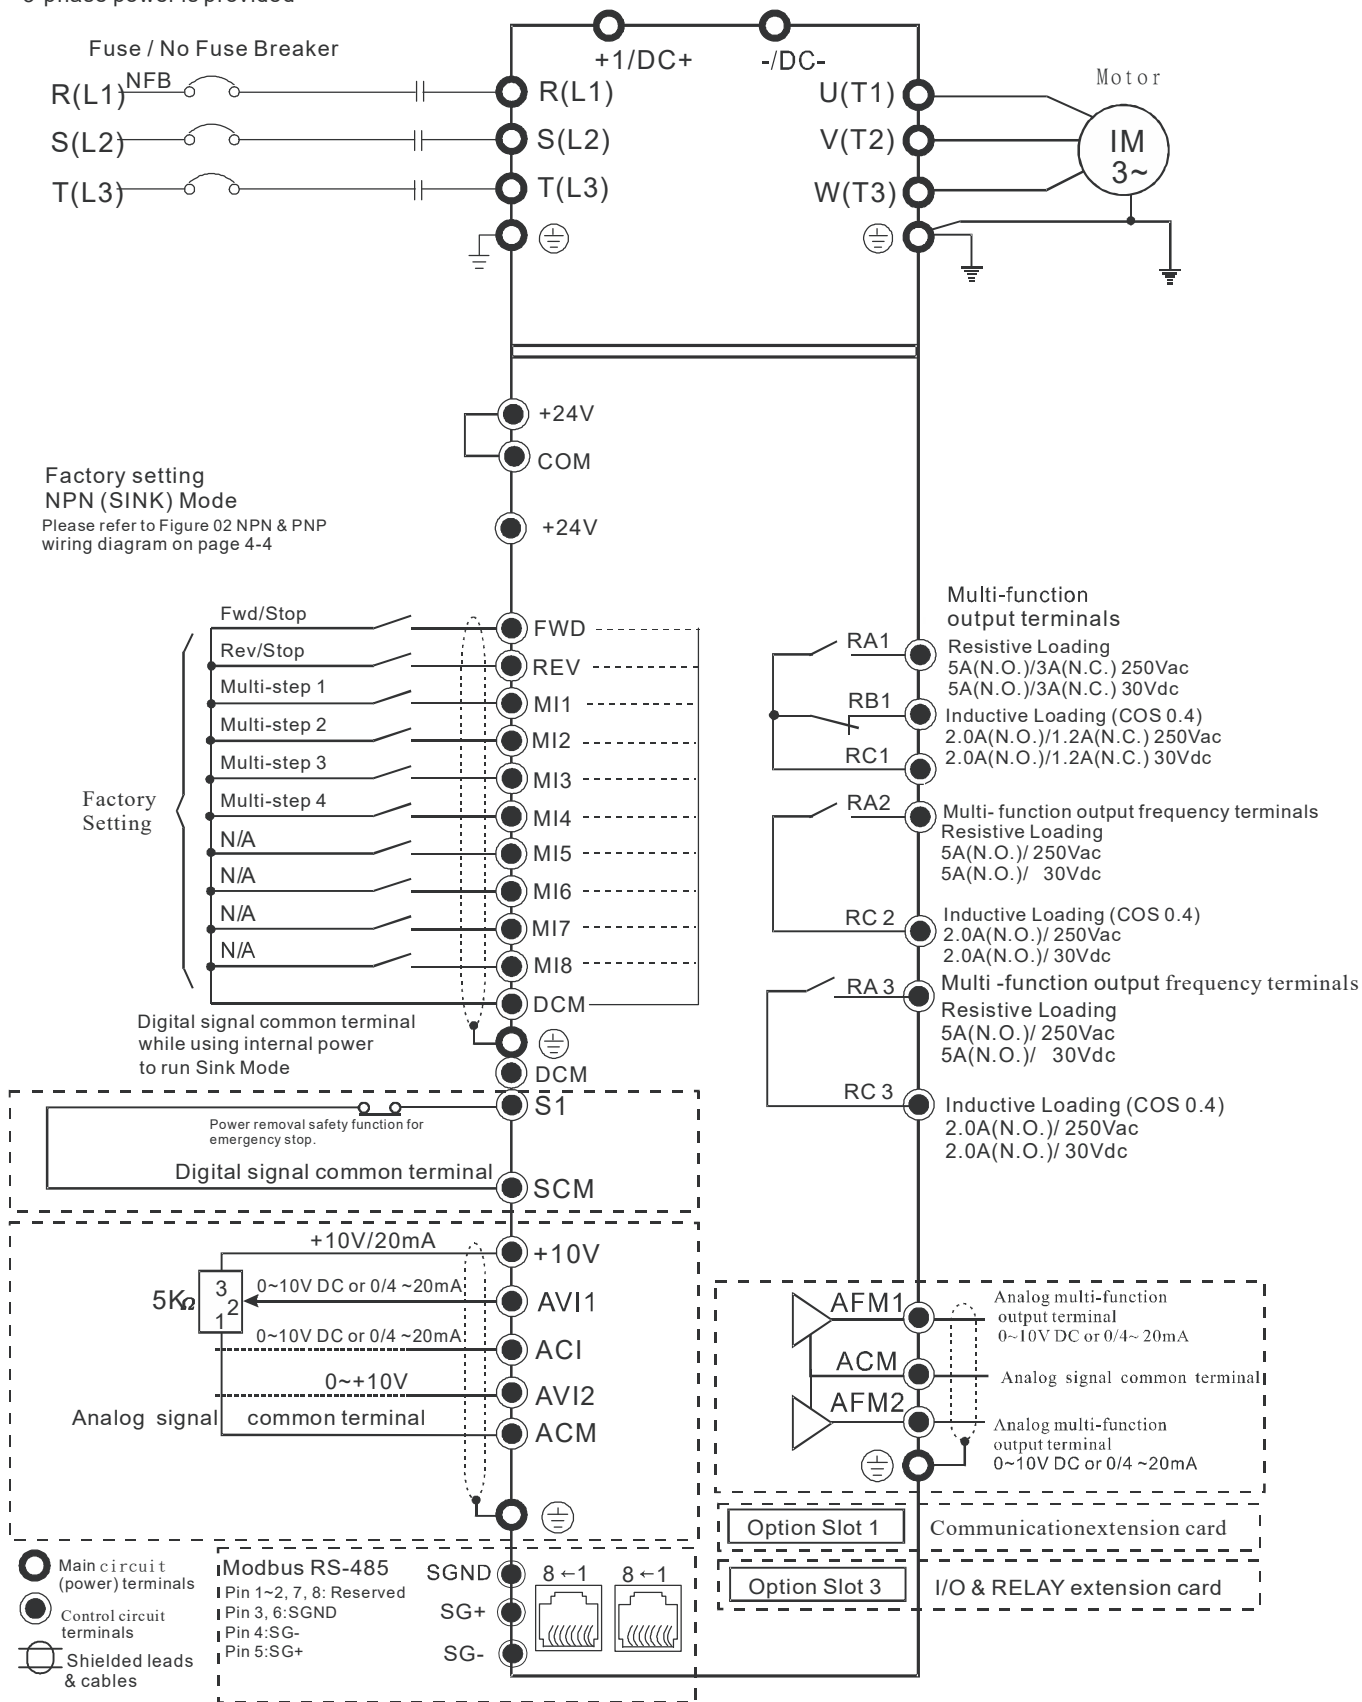 Fuse / No Fuse Breaker
NFB
R(L1)
S(L2)
T(L3)
R(L1)
S(L2)
T(L3)
+1/DC+
-/DC-
U(T1)
V(T2)
W(T3)
Motor
IM
3~
+24V
COM
Factory setting
NPN (SINK) Mode
Please refer to Figure 02 NPN & PNP
wiring diagram on page 4-4
+24V
Factory
Setting
Fwd/Stop
FWD
Rev/Stop
REV
Multi-step 1
MI1
Multi-step 2
MI2
Multi-step 3
MI3
Multi-step 4
MI4
N/A
MI5
N/A
MI6
N/A
MI7
N/A
MI8
DCM
Digital signal common terminal
while using internal power
to run Sink Mode
DCM
S1
Power removal safety function for
emergency stop.
Digital signal common terminal
SCM
+10V/20mA
+10V
5KΩ
3
2
1
0~10V DC or 0/4 ~20mA
AVI1
0~10V DC or 0/4 ~20mA
ACI
0~+10V
AVI2
Analog signal common terminal
ACM
Multi-function
output terminals
RA1
Resistive Loading
5A(N.O.)/3A(N.C.) 250Vac
5A(N.O.)/3A(N.C.) 30Vdc
RB1
Inductive Loading (COS 0.4)
2.0A(N.O.)/1.2A(N.C.) 250Vac
2.0A(N.O.)/1.2A(N.C.) 30Vdc
RC1
RA2
Multi- function output frequency terminals
Resistive Loading
5A(N.O.)/ 250Vac
5A(N.O.)/ 30Vdc
RC 2
Inductive Loading (COS 0.4)
2.0A(N.O.)/ 250Vac
2.0A(N.O.)/ 30Vdc
RA 3
Multi -function output frequency terminals
Resistive Loading
5A(N.O.)/ 250Vac
5A(N.O.)/ 30Vdc
RC 3
Inductive Loading (COS 0.4)
2.0A(N.O.)/ 250Vac
2.0A(N.O.)/ 30Vdc
AFM1
Analog multi-function
output terminal
0~10V DC or 0/4~ 20mA
ACM
Analog signal common terminal
AFM2
Analog multi-function
output terminal
0~10V DC or 0/4 ~20mA
Option Slot 1
Communicationextension card
Option Slot 3
I/O & RELAY extension card
Main circuit
(power) terminals
Control circuit
terminals
Shielded leads
& cables
Modbus RS-485
Pin 1~2, 7, 8: Reserved
Pin 3, 6:SGND
Pin 4:SG-
Pin 5:SG+
SGND
SG+
SG-
8←1
8←1